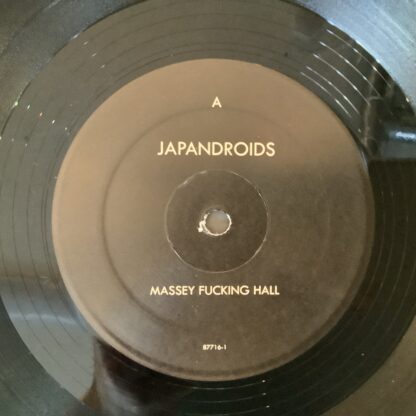 A
JAPANDROIDS
MASSEY FUCKING HALL
87716-1